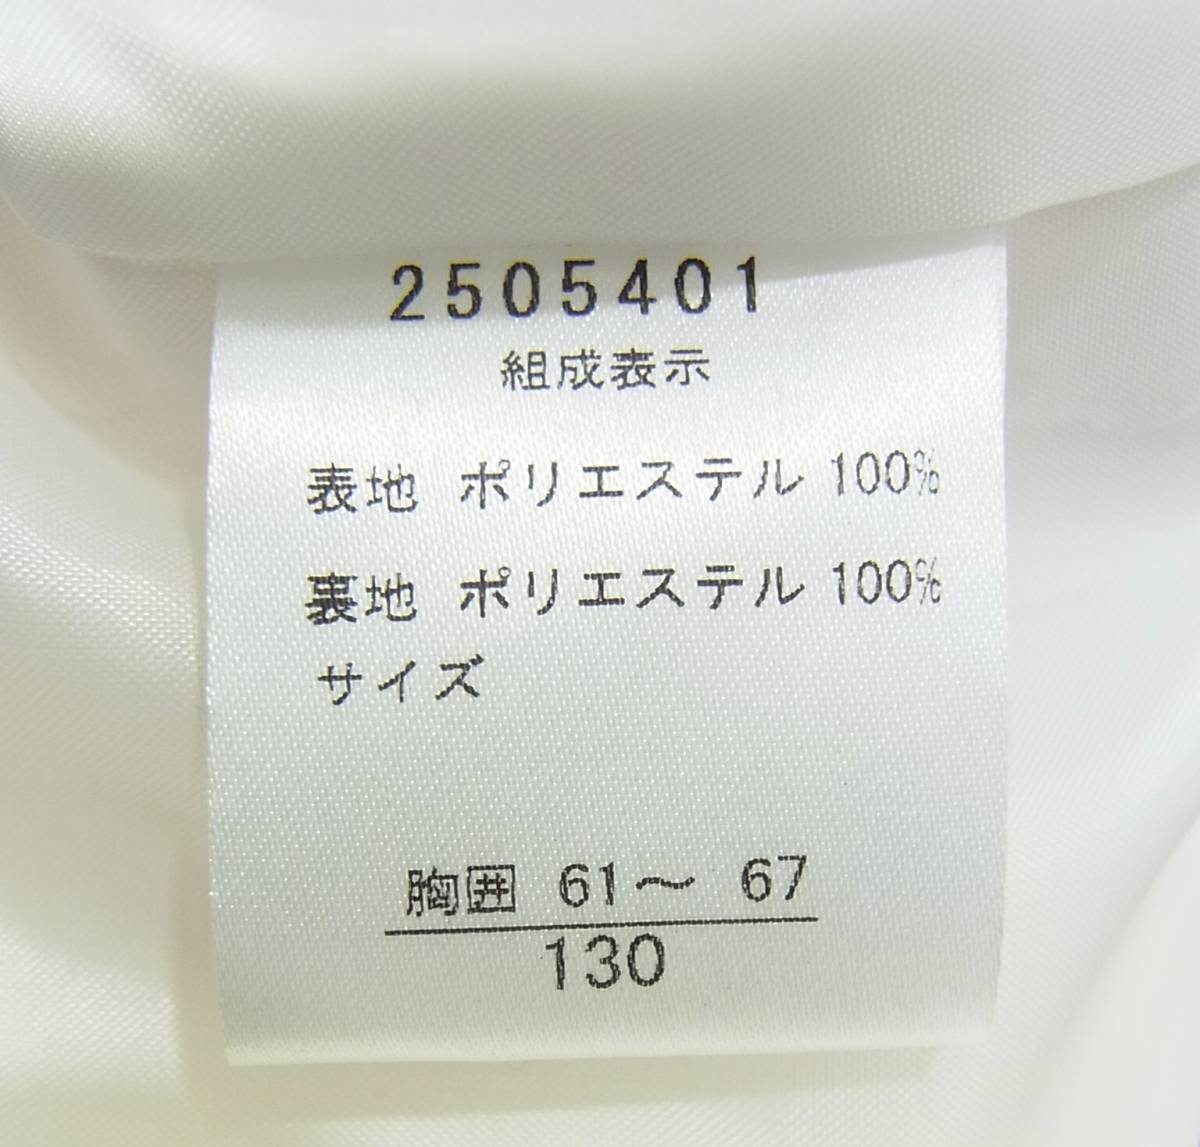 2505401
組成表示
表地 ポリエステル 100%
裏地 ポリエステル 100%
サイズ
胸囲 61～ 67
130